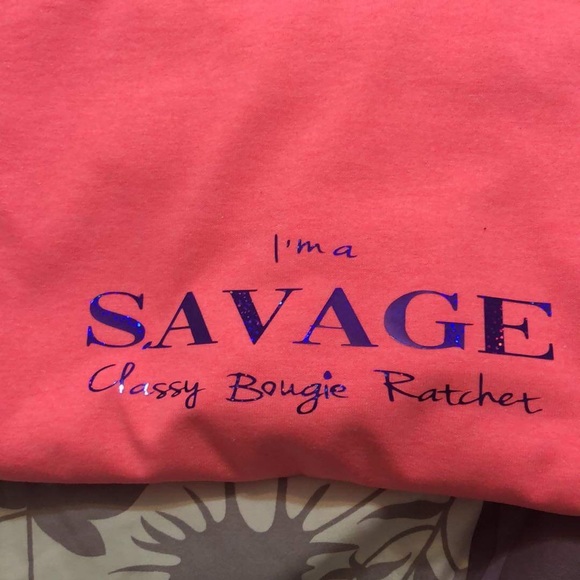 I'm a
SAVAGE
Classy Bougie Ratchet